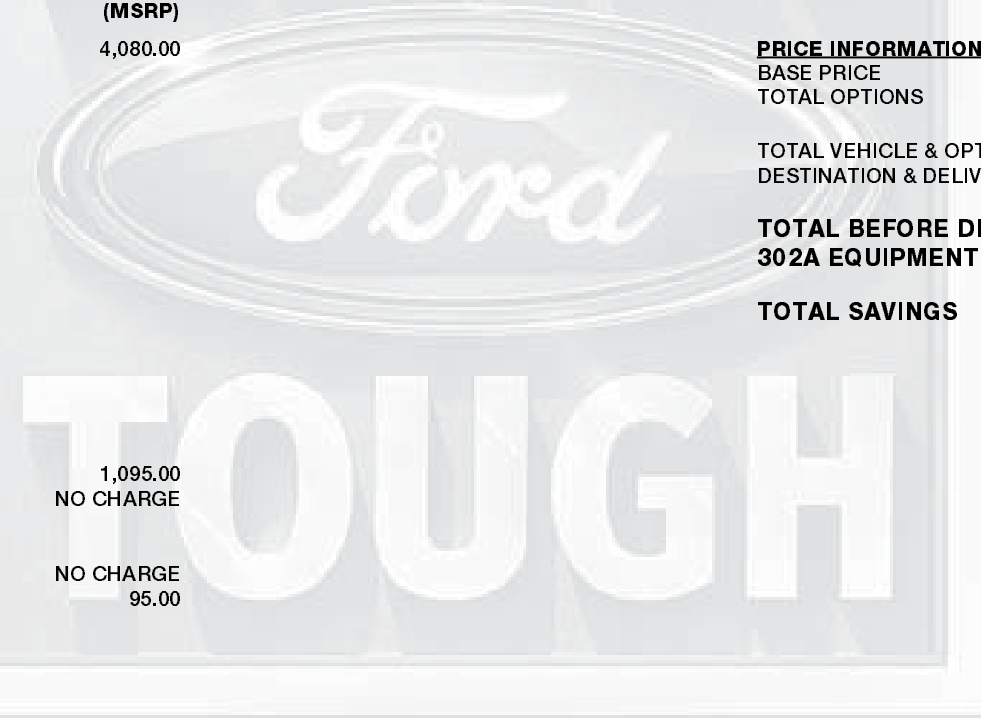 (MSRP)
4,080.00
1,095.00
NO CHARGE
NO CHARGE
95.00
PRICE INFORMATION
BASE PRICE
TOTAL OPTIONS
TOTAL VEHICLE & OPT
DESTINATION & DELIV
TOTAL BEFORE DI
302A EQUIPMENT
TOTAL SAVINGS
Ford
TOUGH